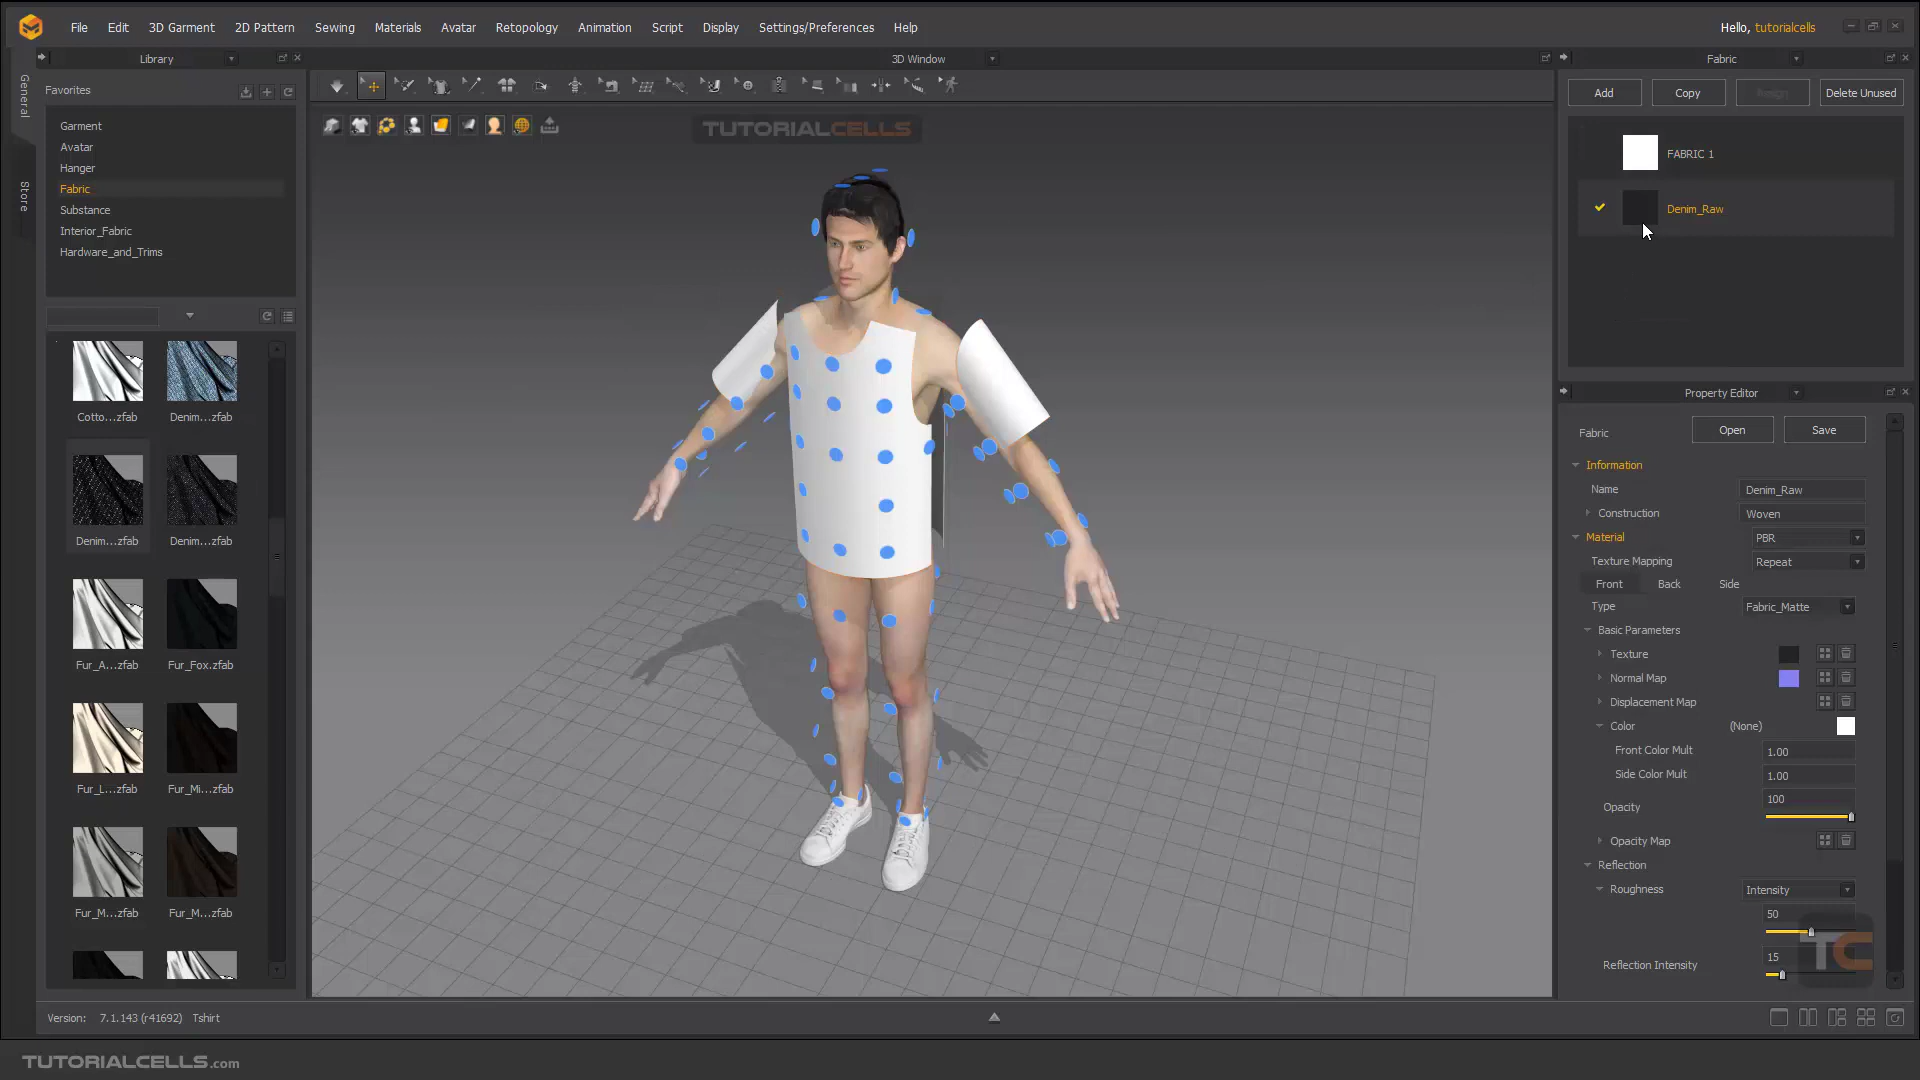 File Edit 3D Garment 2D Pattern Sewing Materials Avatar Retopology Animation Script Display Settings/Preferences Help
Hello, tutorialcells
Library
3D Window
Fabric
General
Store
Favorites
Garment
Avatar
Hanger
Fabric
Substance
Interior_Fabric
Hardware_and_Trims
Cotto...zfab Denim...zfab
Denim...zfab Denim...zfab
Fur_A...zfab Fur_Fox.zfab
Fur_L...zfab Fur_Mi...zfab
Fur_M...zfab Fur_M...zfab
TUTORIALCELLS
Add Copy Assign Delete Unused
FABRIC 1
Denim_Raw
Property Editor
Fabric Open Save
Information
Name Denim_Raw
Construction Woven
Material PBR
Texture Mapping Repeat
Front Back Side
Type Fabric_Matte
Basic Parameters
Texture
Normal Map
Displacement Map
Color (None)
Front Color Mult 1.00
Side Color Mult 1.00
Opacity 100
Opacity Map
Reflection
Roughness Intensity
50
Reflection Intensity 15
TC
Version: 7.1.143 (r41692) Tshirt
TUTORIALCELLS.com